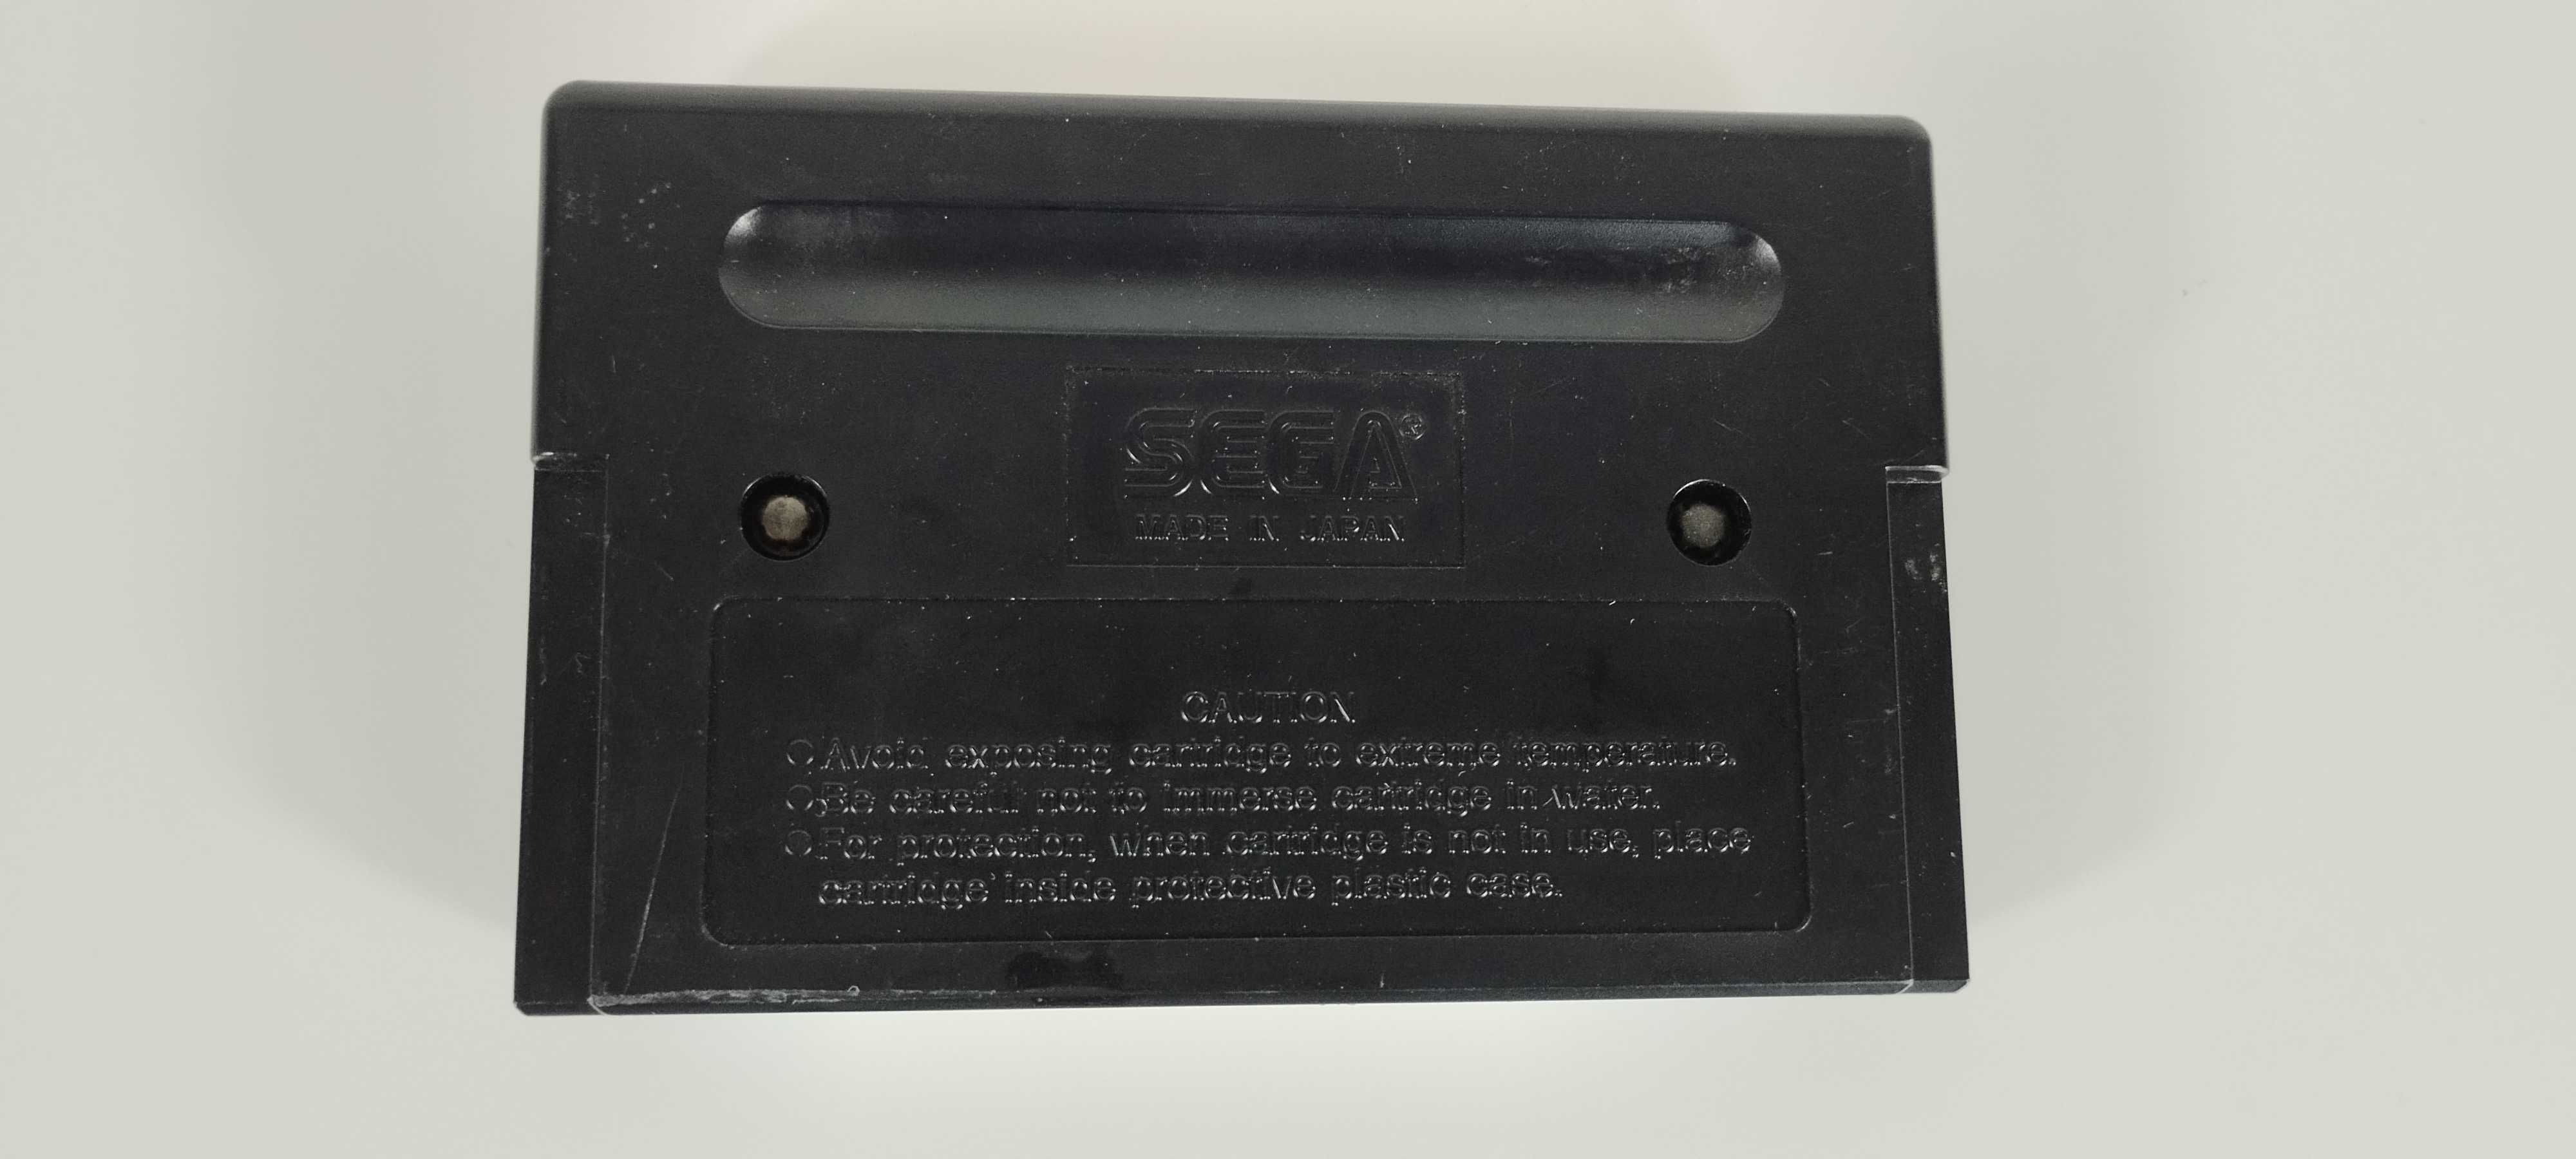 SEGA®
MADE IN JAPAN
CAUTION
●Avoid exposing cartridge to extreme temperature.
●Be careful not to immerse cartridge in water.
●For protection, when cartridge is not in use, place
cartridge inside protective plastic case.